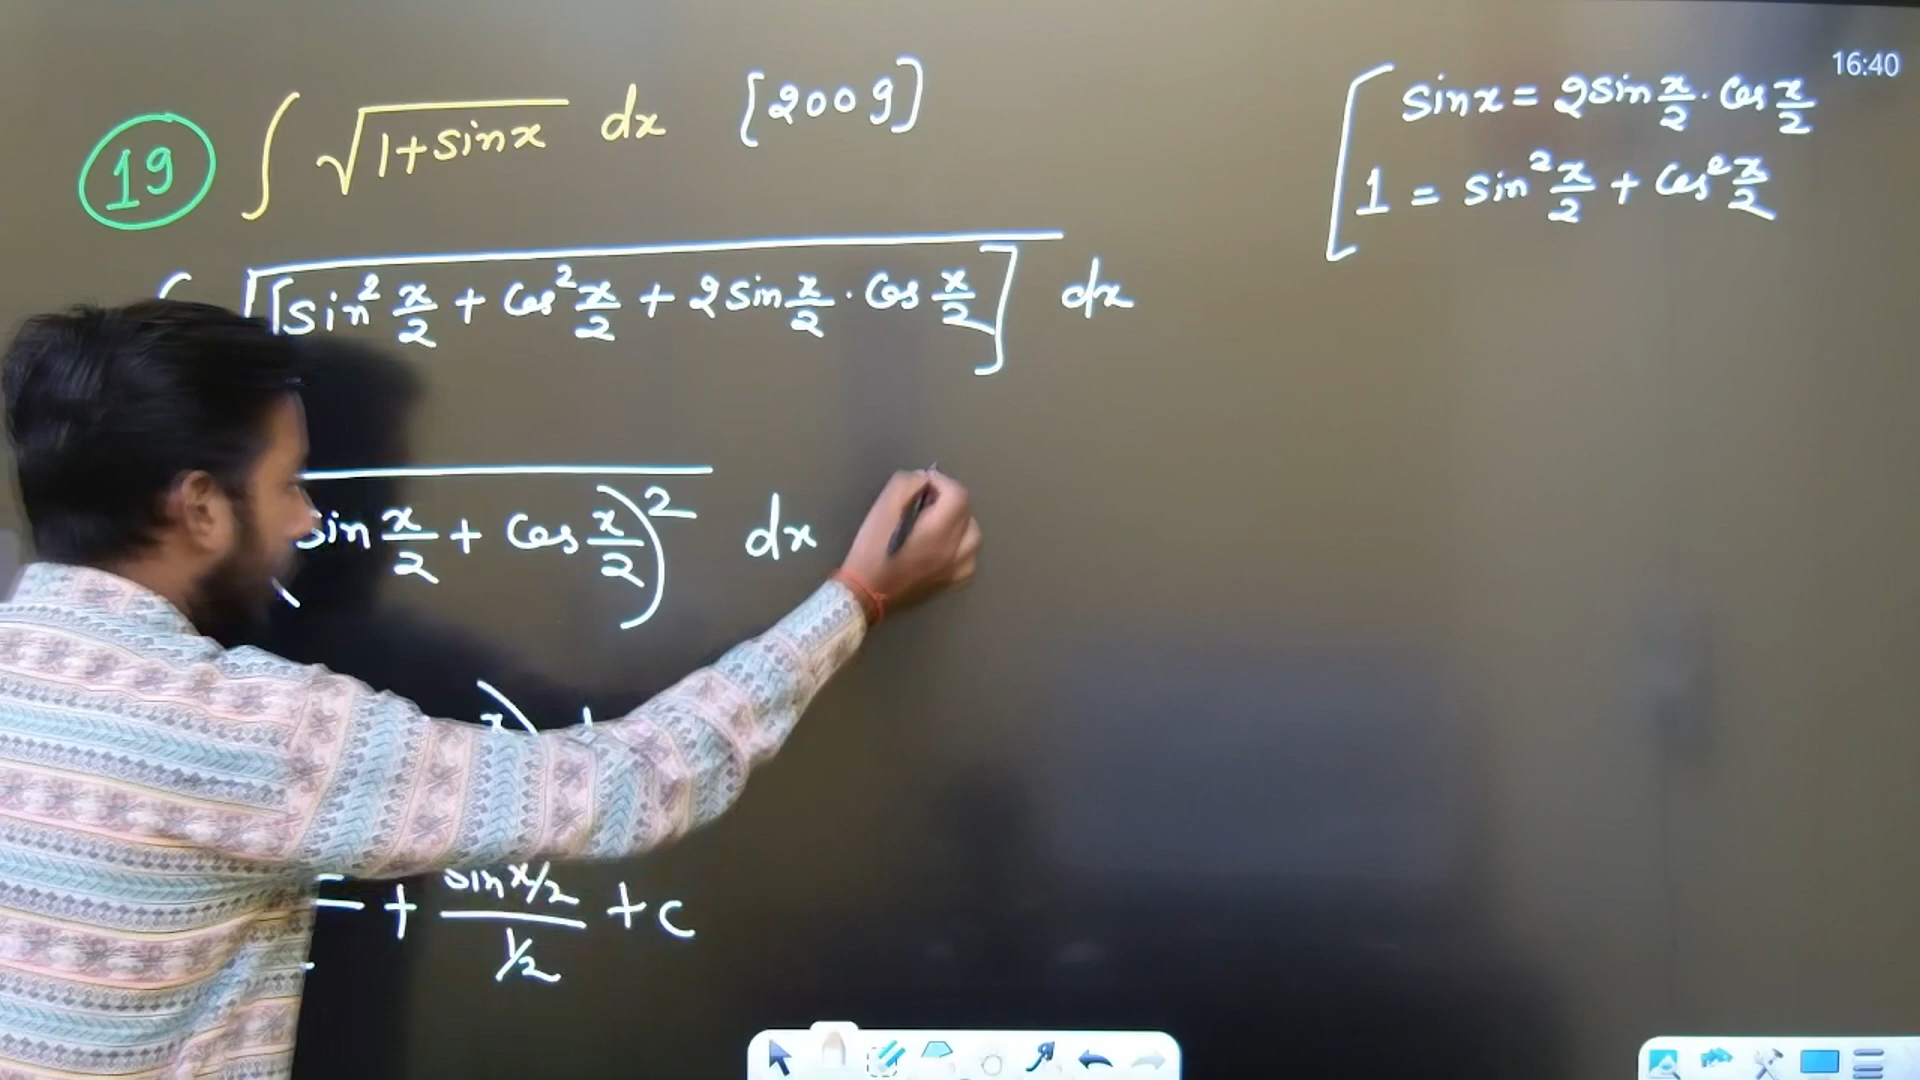 16:40
19 ∫ √1+sinx dx [2009]
sinx = 2sin x/2 · cos x/2
1 = sin² x/2 + cos² x/2
√[sin² x/2 + cos² x/2 + 2sin x/2 · cos x/2] dx
sin x/2 + cos x/2)² dx
x)
+ sin x/2 / 1/2 + c